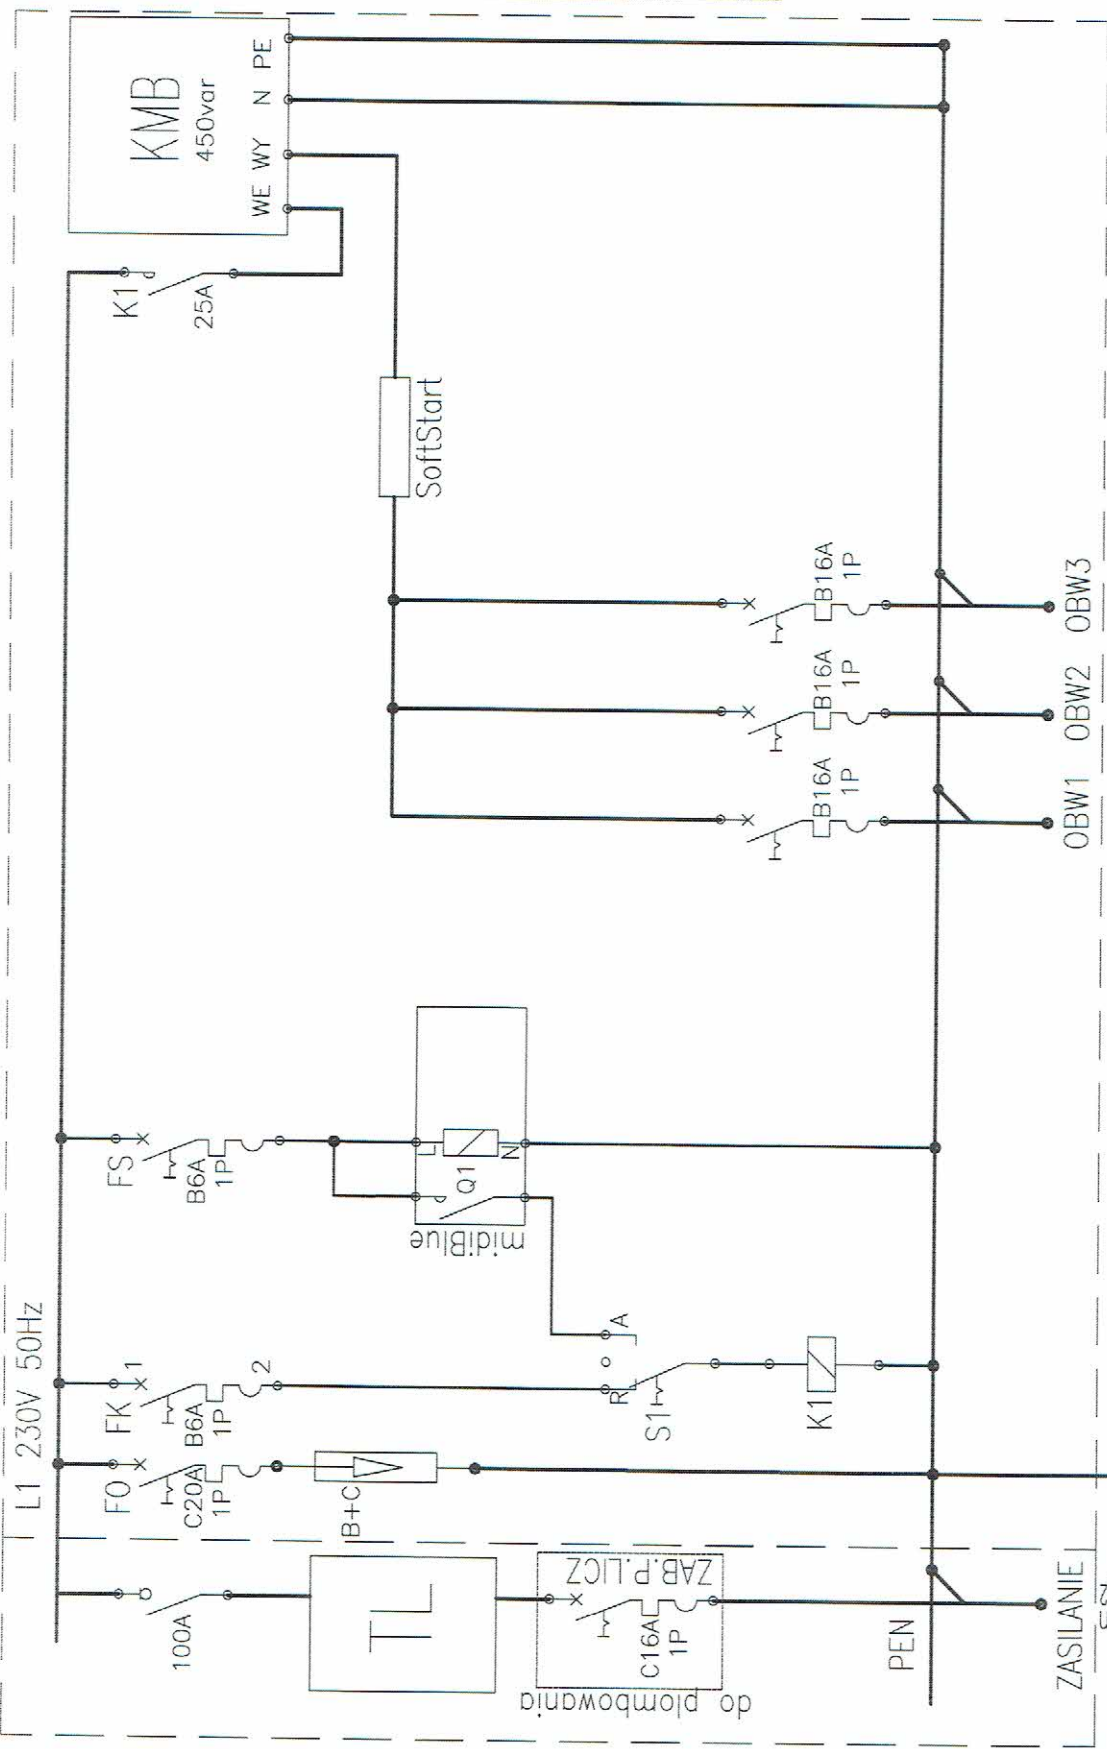 L1 230V 50Hz
100A
TL
ZAB.P.LICZ
C16A
1P
do plombowania
PEN
ZASILANIE
FO
C20A
1P
B+C
FK
1
B6A
1P
2
R
A
S1
K1
FS
B6A
1P
L
Q1
N
midiBlue
B16A
1P
OBW1
B16A
1P
OBW2
B16A
1P
OBW3
SoftStart
K1
25A
KMB
450var
WE WY N PE